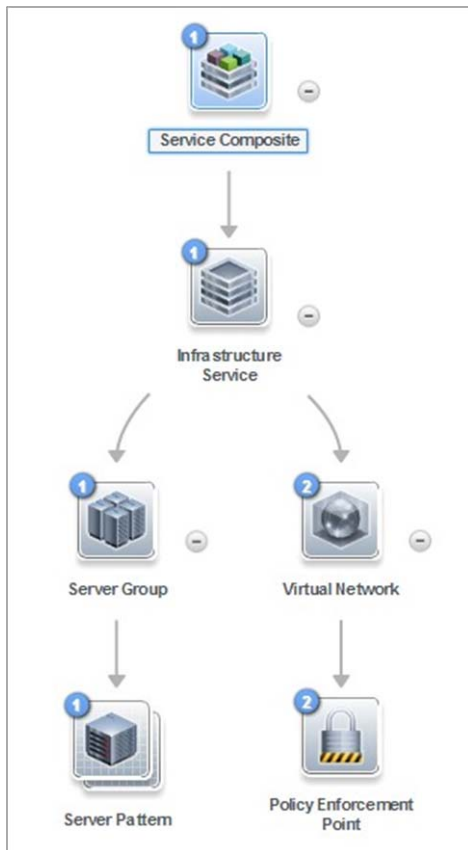 1
Service Composite
1
Infrastructure
Service
1
2
Server Group
Virtual Network
1
2
Server Pattern
Policy Enforcement
Point